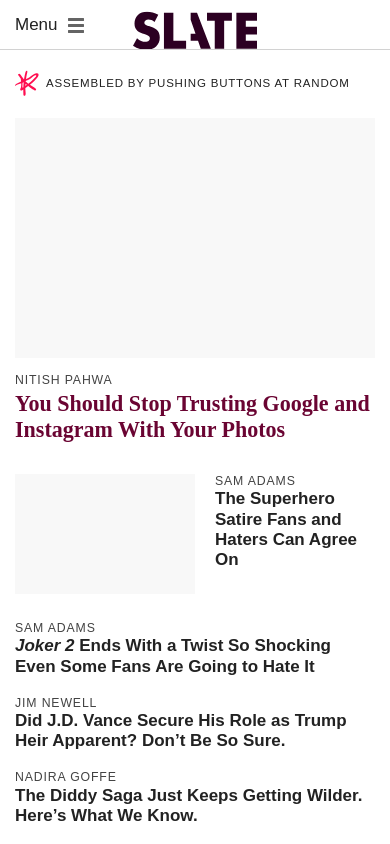 Menu
SLATE
ASSEMBLED BY PUSHING BUTTONS AT RANDOM
NITISH PAHWA
You Should Stop Trusting Google and
Instagram With Your Photos
SAM ADAMS
The Superhero
Satire Fans and
Haters Can Agree
On
SAM ADAMS
Joker 2 Ends With a Twist So Shocking
Even Some Fans Are Going to Hate It
JIM NEWELL
Did J.D. Vance Secure His Role as Trump
Heir Apparent? Don’t Be So Sure.
NADIRA GOFFE
The Diddy Saga Just Keeps Getting Wilder.
Here’s What We Know.